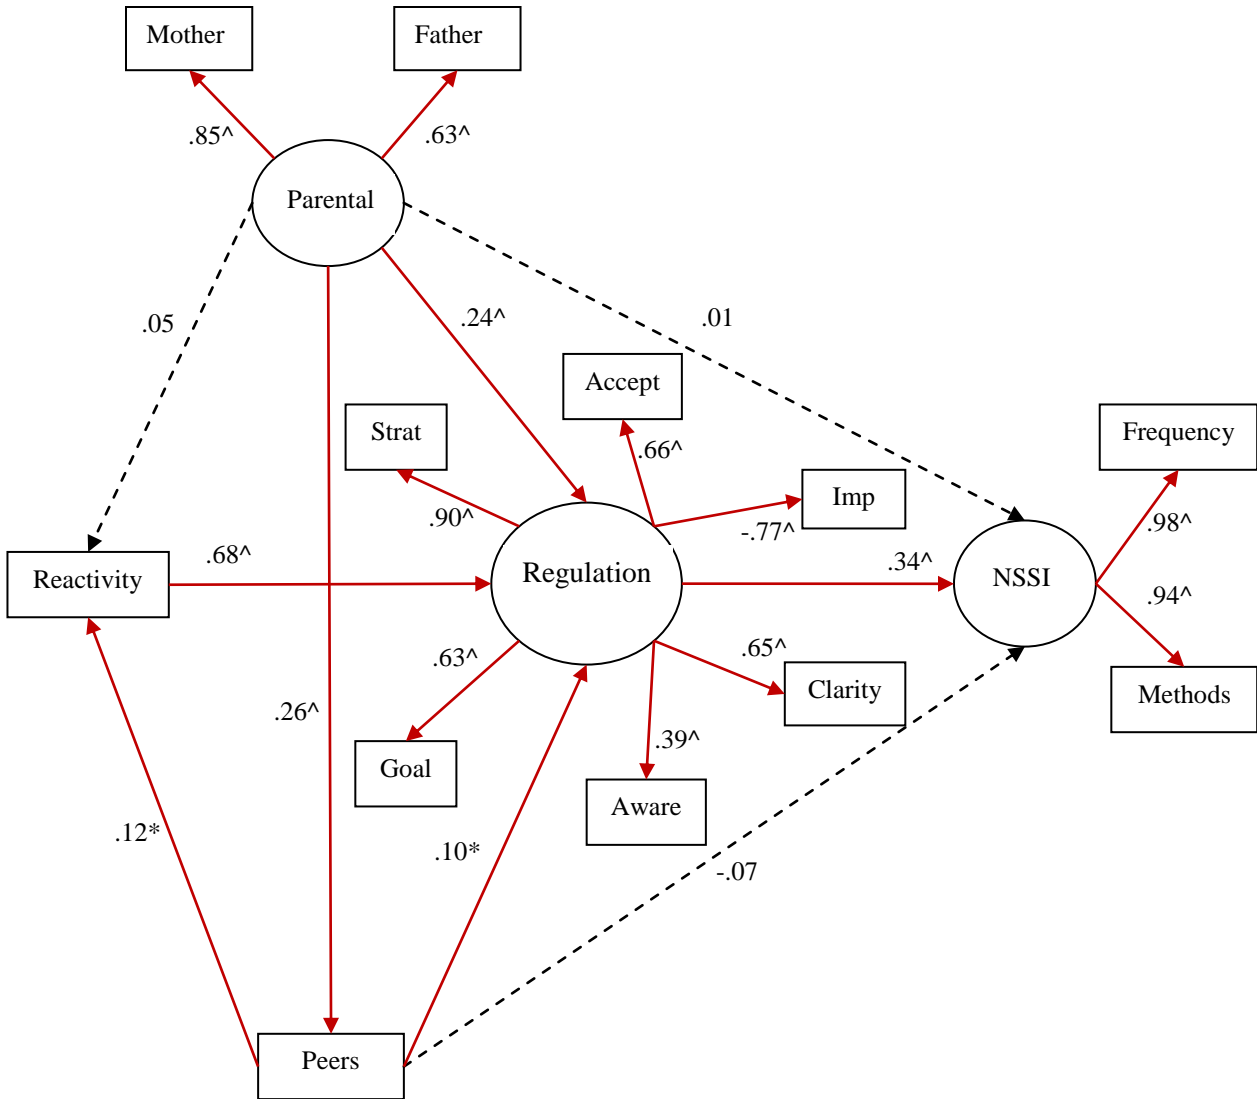 Mother
Father
.85^
.63^
Parental
.05
.24^
.01
Accept
Strat
Frequency
.66^
Imp
.90^
-.77^
.98^
Reactivity
.68^
Regulation
.34^
NSSI
.94^
.63^
.65^
Clarity
Methods
.26^
.39^
Goal
Aware
.12*
.10*
-.07
Peers